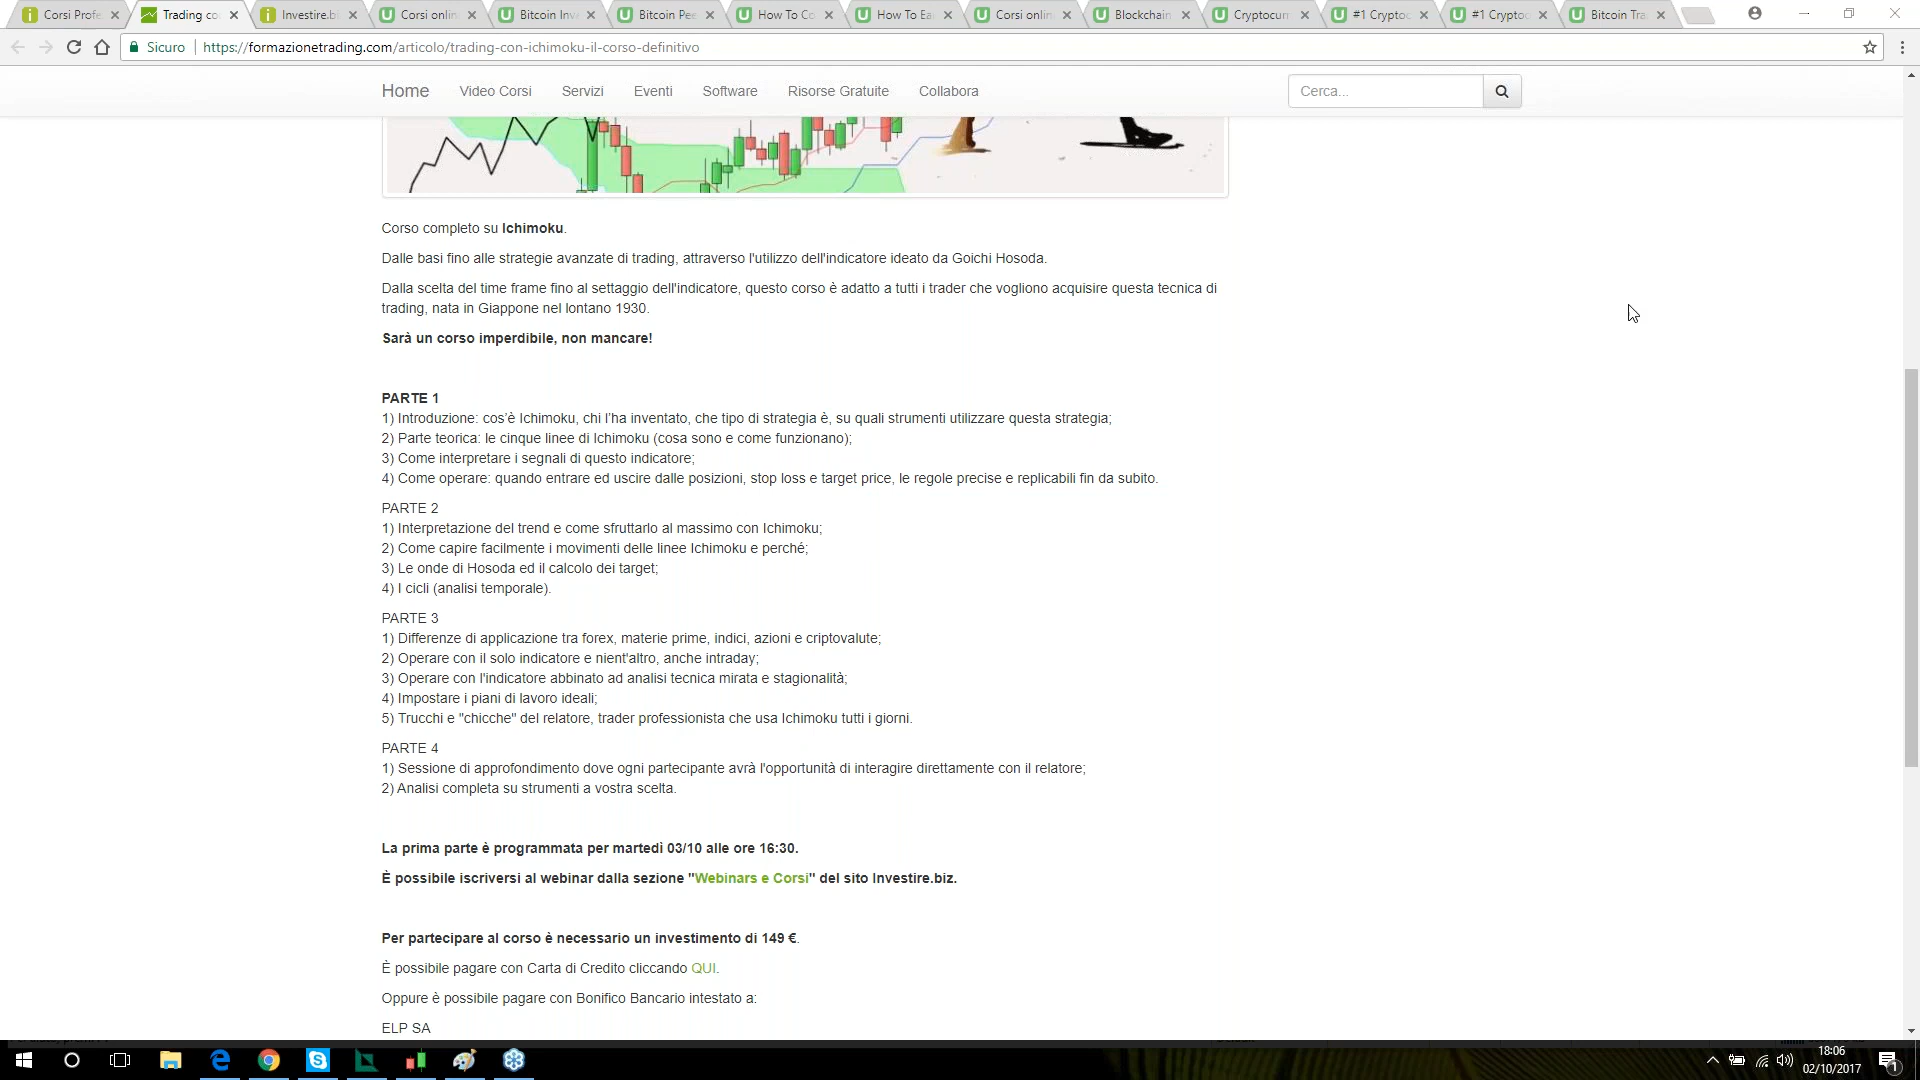 Corsi Profe
Trading co
Investire.bi
Corsi onlin
Bitcoin Inv
Bitcoin Pee
How To Co
How To Ea
Corsi onlin
Blockchain
Cryptocurr
#1 Cryptoc
#1 Cryptoc
Bitcoin Tra
Sicuro
https://formazionetrading.com/articolo/trading-con-ichimoku-il-corso-definitivo
Home
Video Corsi
Servizi
Eventi
Software
Risorse Gratuite
Collabora
Cerca...
Corso completo su Ichimoku.
Dalle basi fino alle strategie avanzate di trading, attraverso l'utilizzo dell'indicatore ideato da Goichi Hosoda.
Dalla scelta del time frame fino al settaggio dell'indicatore, questo corso è adatto a tutti i trader che vogliono acquisire questa tecnica di
trading, nata in Giappone nel lontano 1930.
Sarà un corso imperdibile, non mancare!
PARTE 1
1) Introduzione: cos'è Ichimoku, chi l'ha inventato, che tipo di strategia è, su quali strumenti utilizzare questa strategia;
2) Parte teorica: le cinque linee di Ichimoku (cosa sono e come funzionano);
3) Come interpretare i segnali di questo indicatore;
4) Come operare: quando entrare ed uscire dalle posizioni, stop loss e target price, le regole precise e replicabili fin da subito.
PARTE 2
1) Interpretazione del trend e come sfruttarlo al massimo con Ichimoku;
2) Come capire facilmente i movimenti delle linee Ichimoku e perché;
3) Le onde di Hosoda ed il calcolo dei target;
4) I cicli (analisi temporale).
PARTE 3
1) Differenze di applicazione tra forex, materie prime, indici, azioni e criptovalute;
2) Operare con il solo indicatore e nient'altro, anche intraday;
3) Operare con l'indicatore abbinato ad analisi tecnica mirata e stagionalità;
4) Impostare i piani di lavoro ideali;
5) Trucchi e "chicche" del relatore, trader professionista che usa Ichimoku tutti i giorni.
PARTE 4
1) Sessione di approfondimento dove ogni partecipante avrà l'opportunità di interagire direttamente con il relatore;
2) Analisi completa su strumenti a vostra scelta.
La prima parte è programmata per martedì 03/10 alle ore 16:30.
È possibile iscriversi al webinar dalla sezione "Webinars e Corsi" del sito Investire.biz.
Per partecipare al corso è necessario un investimento di 149 €.
È possibile pagare con Carta di Credito cliccando QUI.
Oppure è possibile pagare con Bonifico Bancario intestato a:
ELP SA
18:06
02/10/2017
1